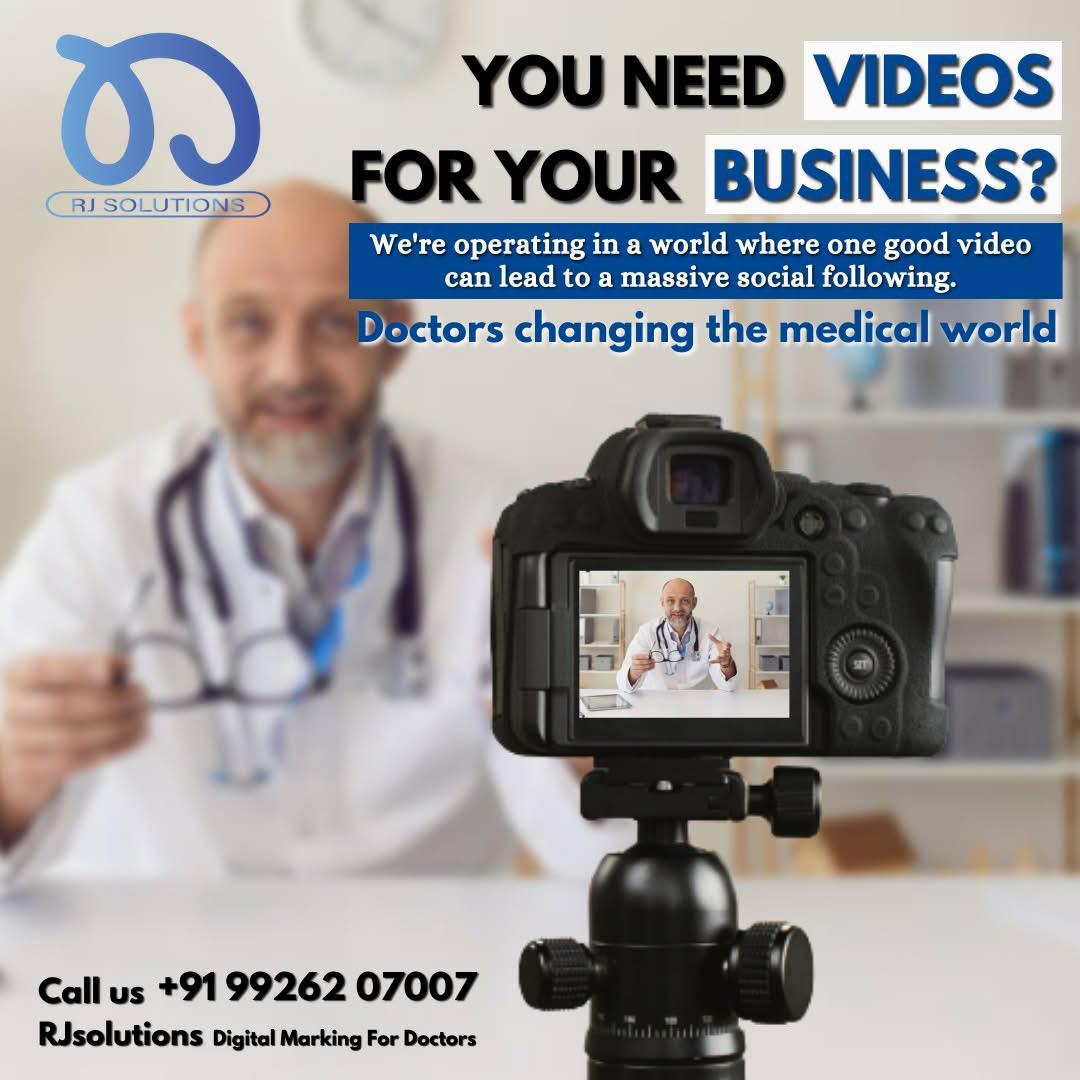 RJ SOLUTIONS
YOU NEED VIDEOS
FOR YOUR BUSINESS?
We're operating in a world where one good video
can lead to a massive social following.
Doctors changing the medical world
SET
Call us +91 99262 07007
RJsolutions Digital Marking For Doctors